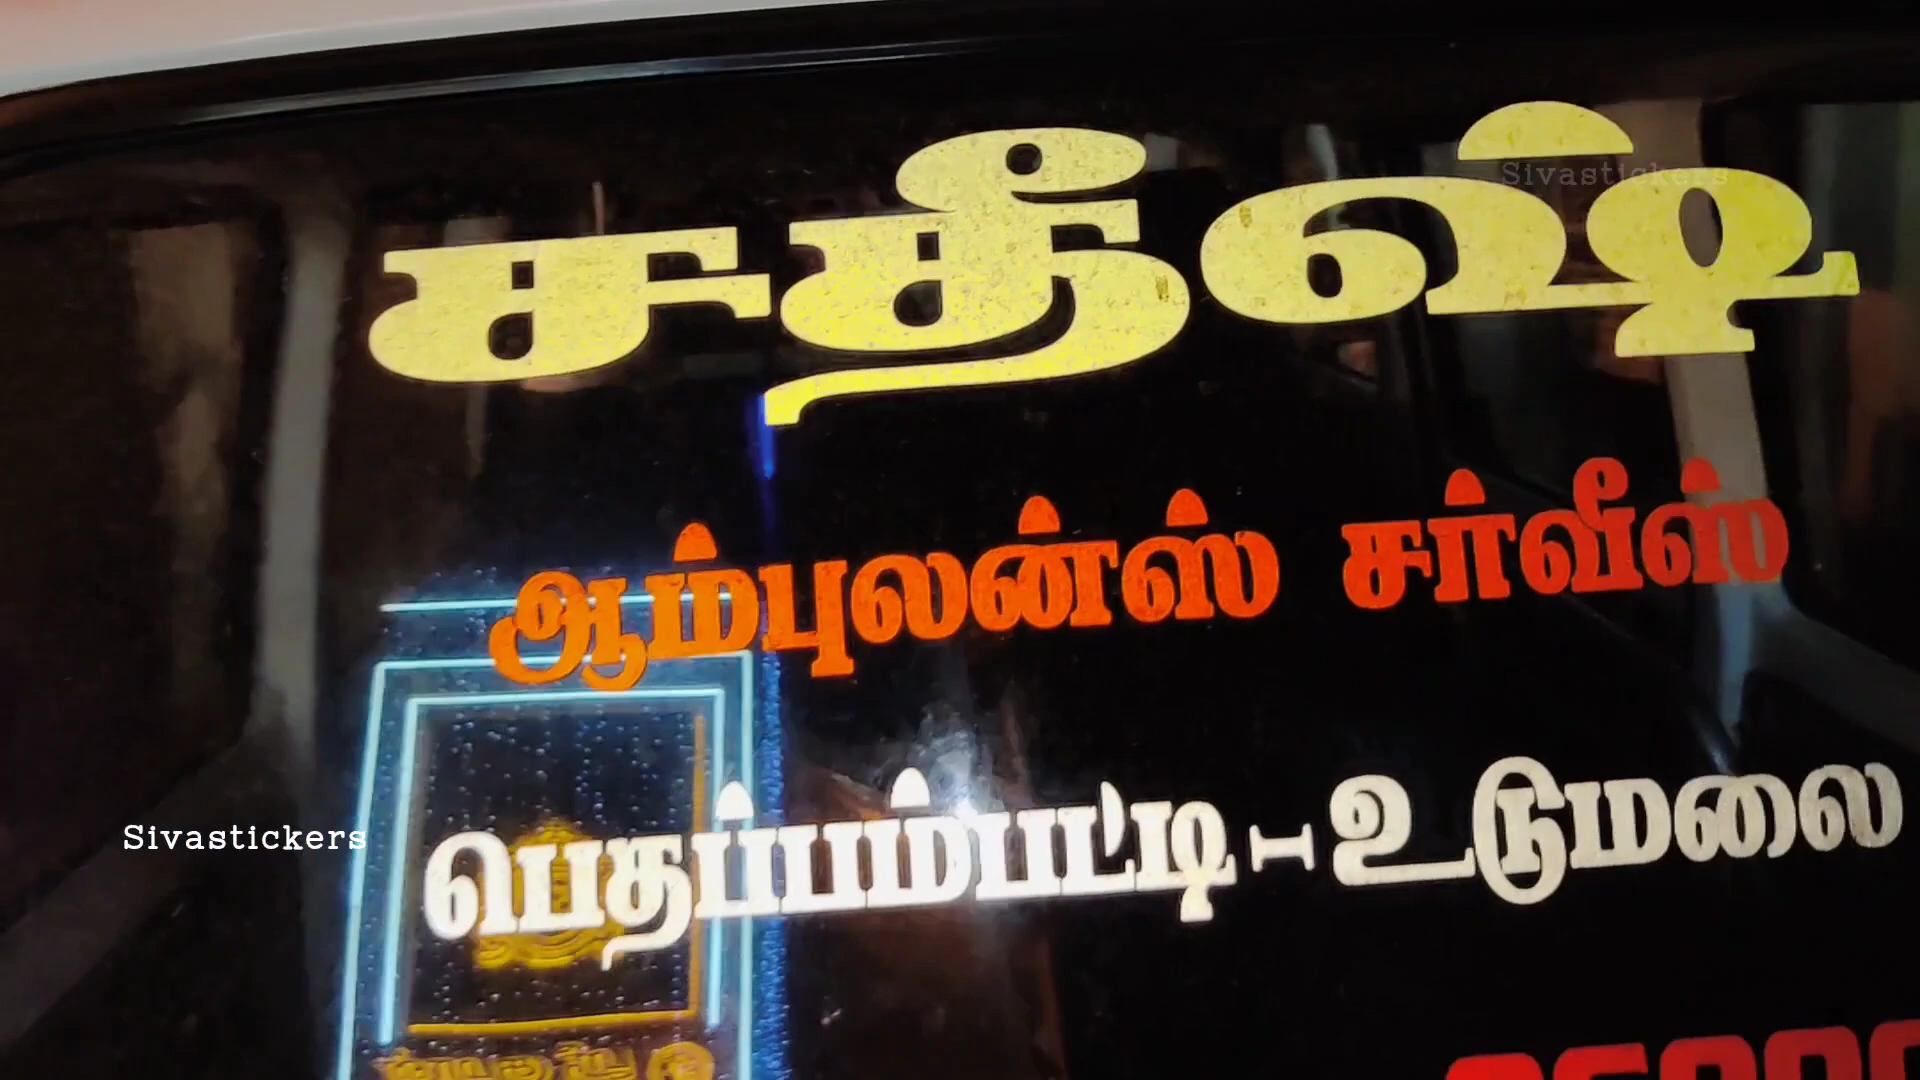 சதீஷ்
Sivastickers
ஆம்புலன்ஸ் சர்வீஸ்
பெதப்பம்பட்டி - உடுமலை
Sivastickers